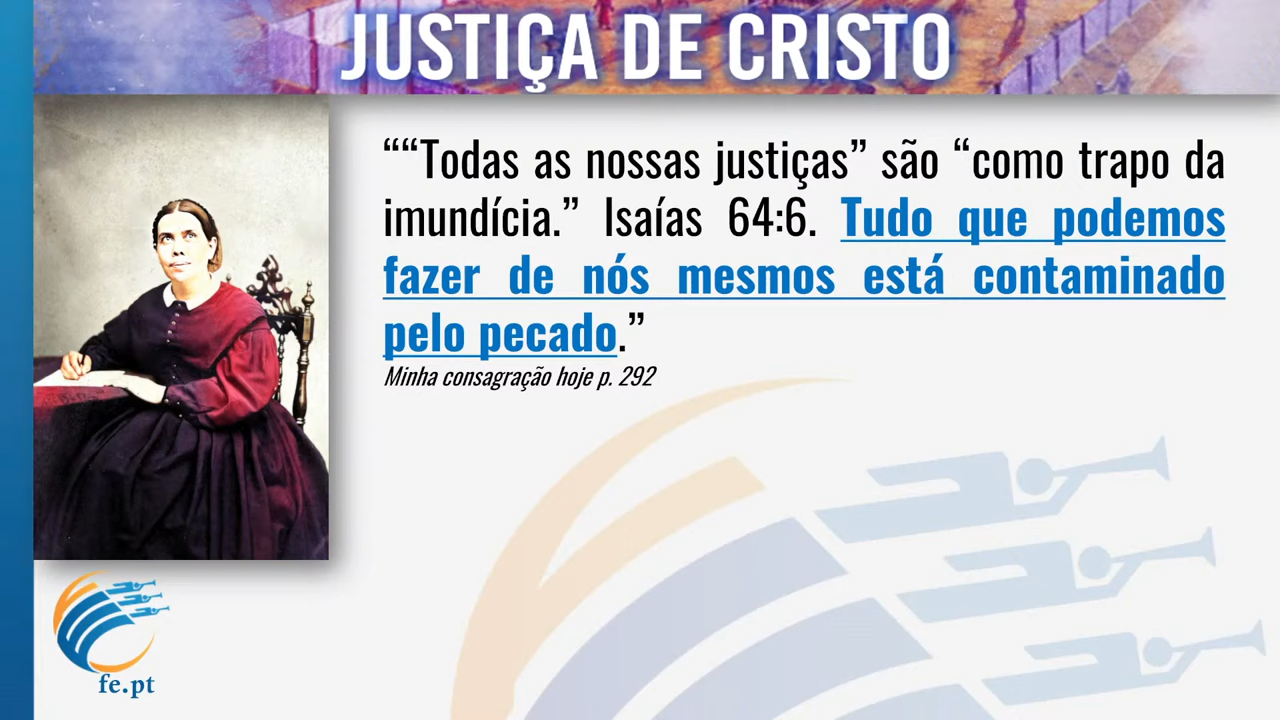 JUSTIÇA DE CRISTO
““Todas as nossas justiças” são “como trapo da
imundícia.” Isaías 64:6. Tudo que podemos
fazer de nós mesmos está contaminado
pelo pecado.”
Minha consagração hoje p. 292
fe.pt